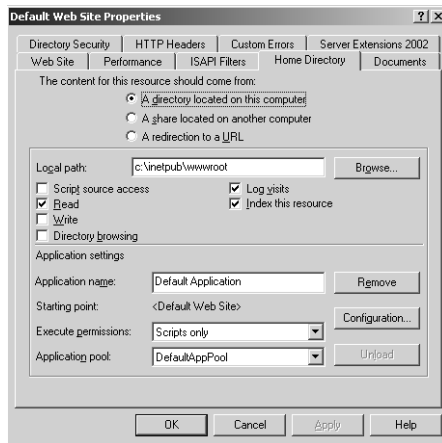 Default Web Site Properties
Directory Security HTTP Headers Custom Errors Server Extensions 2002
Web Site Performance ISAPI Filters Home Directory Documents
The content for this resource should come from:
A directory located on this computer
A share located on another computer
A redirection to a URL
Local path: c:\inetpub\wwwroot Browse...
Script source access Log visits
Read Index this resource
Write
Directory browsing
Application settings
Application name: Default Application Remove
Starting point: <Default Web Site>
Configuration...
Execute permissions: Scripts only
Application pool: DefaultAppPool Unload
OK Cancel Apply Help